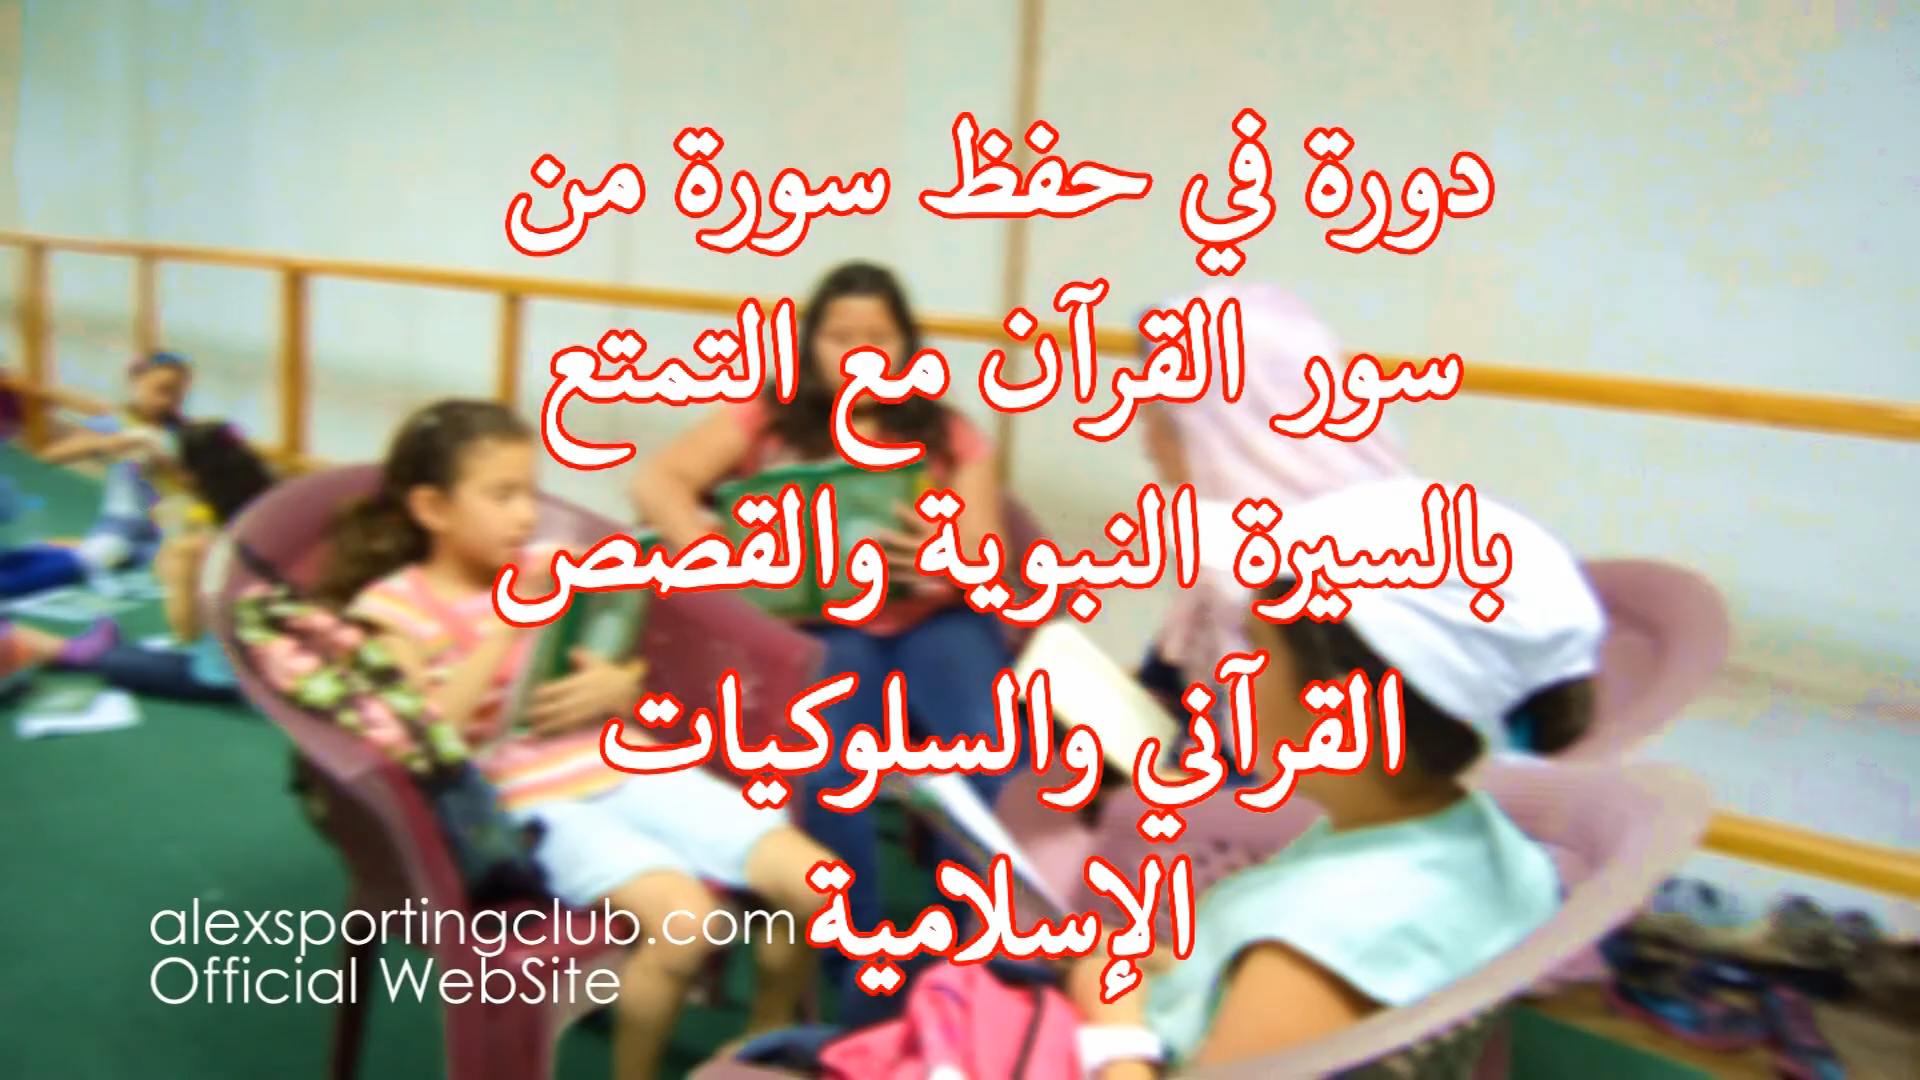 دورة في حفظ سورة من
سور القرآن مع التمتع
بالسيرة النبوية والقصص
القرآني والسلوكيات
الإسلامية
alexsportingclub.com
Official WebSite